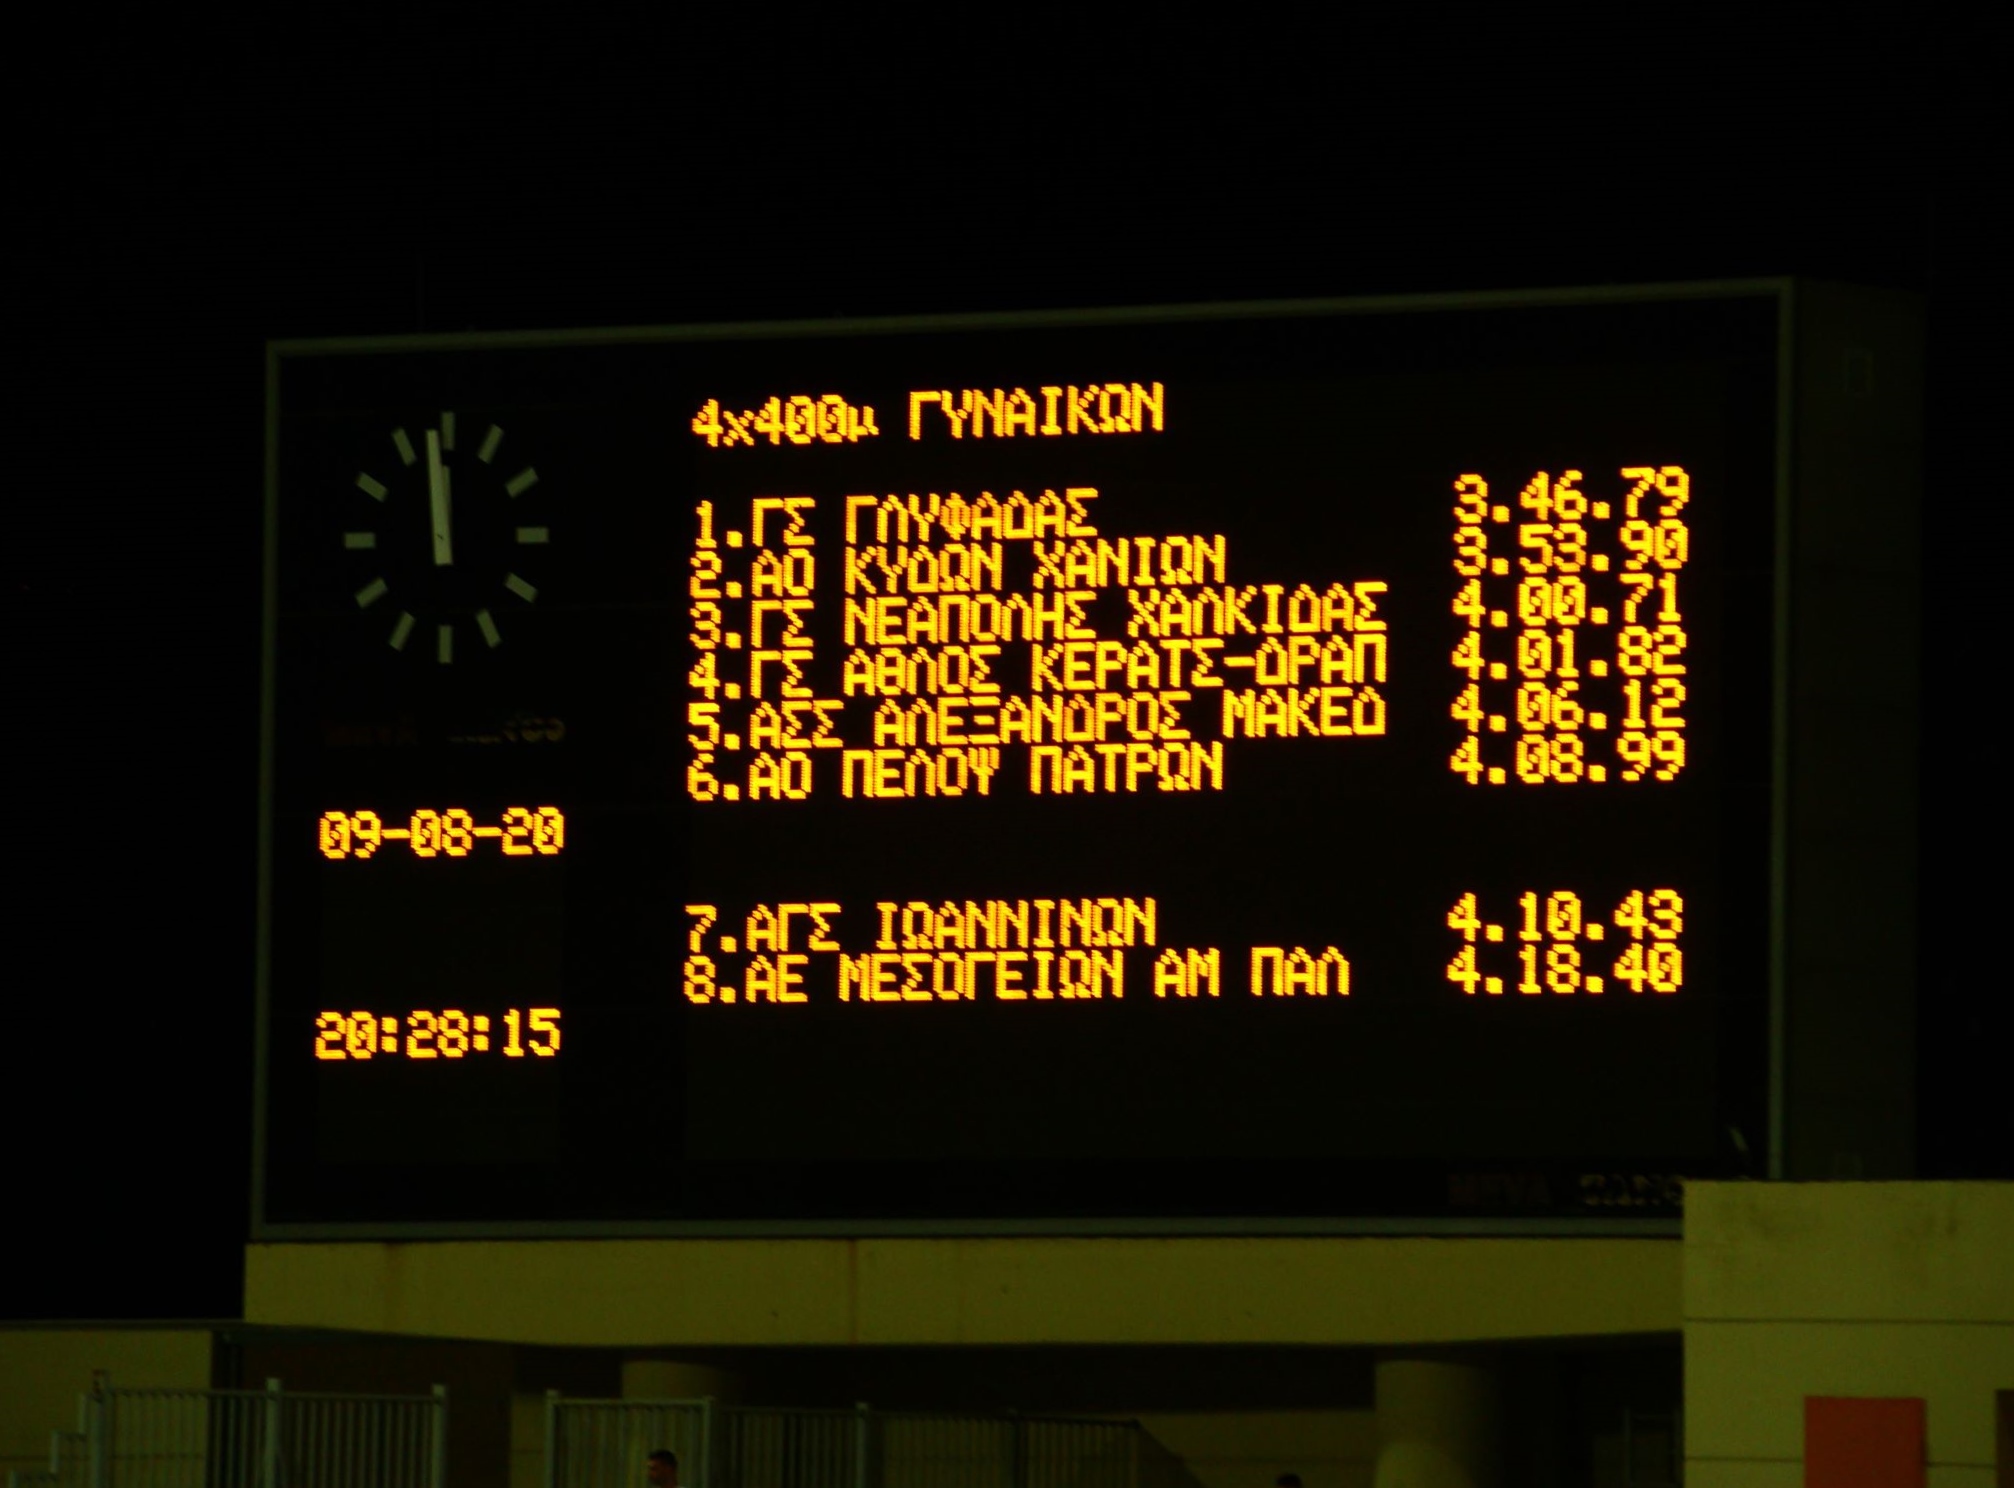 4x400μ ΓΥΝΑΙΚΩΝ
1.ΓΣ ΓΛΥΦΑΔΑΣ 3.46.79
2.ΑΟ ΚΥΔΩΝ ΧΑΝΙΩΝ 3.53.90
3.ΓΣ ΝΕΑΠΟΛΗΣ ΧΑΛΚΙΔΑΣ 4.00.71
4.ΓΣ ΑΘΛΟΣ ΚΕΡΑΤΣ-ΔΡΑΠ 4.01.82
5.ΑΣΣ ΑΛΕΞΑΝΔΡΟΣ ΜΑΚΕΔ 4.06.12
6.ΑΟ ΠΕΛΟΨ ΠΑΤΡΩΝ 4.08.99
09-08-20
7.ΑΓΣ ΙΩΑΝΝΙΝΩΝ 4.10.43
8.ΑΕ ΜΕΣΟΓΕΙΩΝ ΑΜ ΠΑΛ 4.18.40
20:28:15